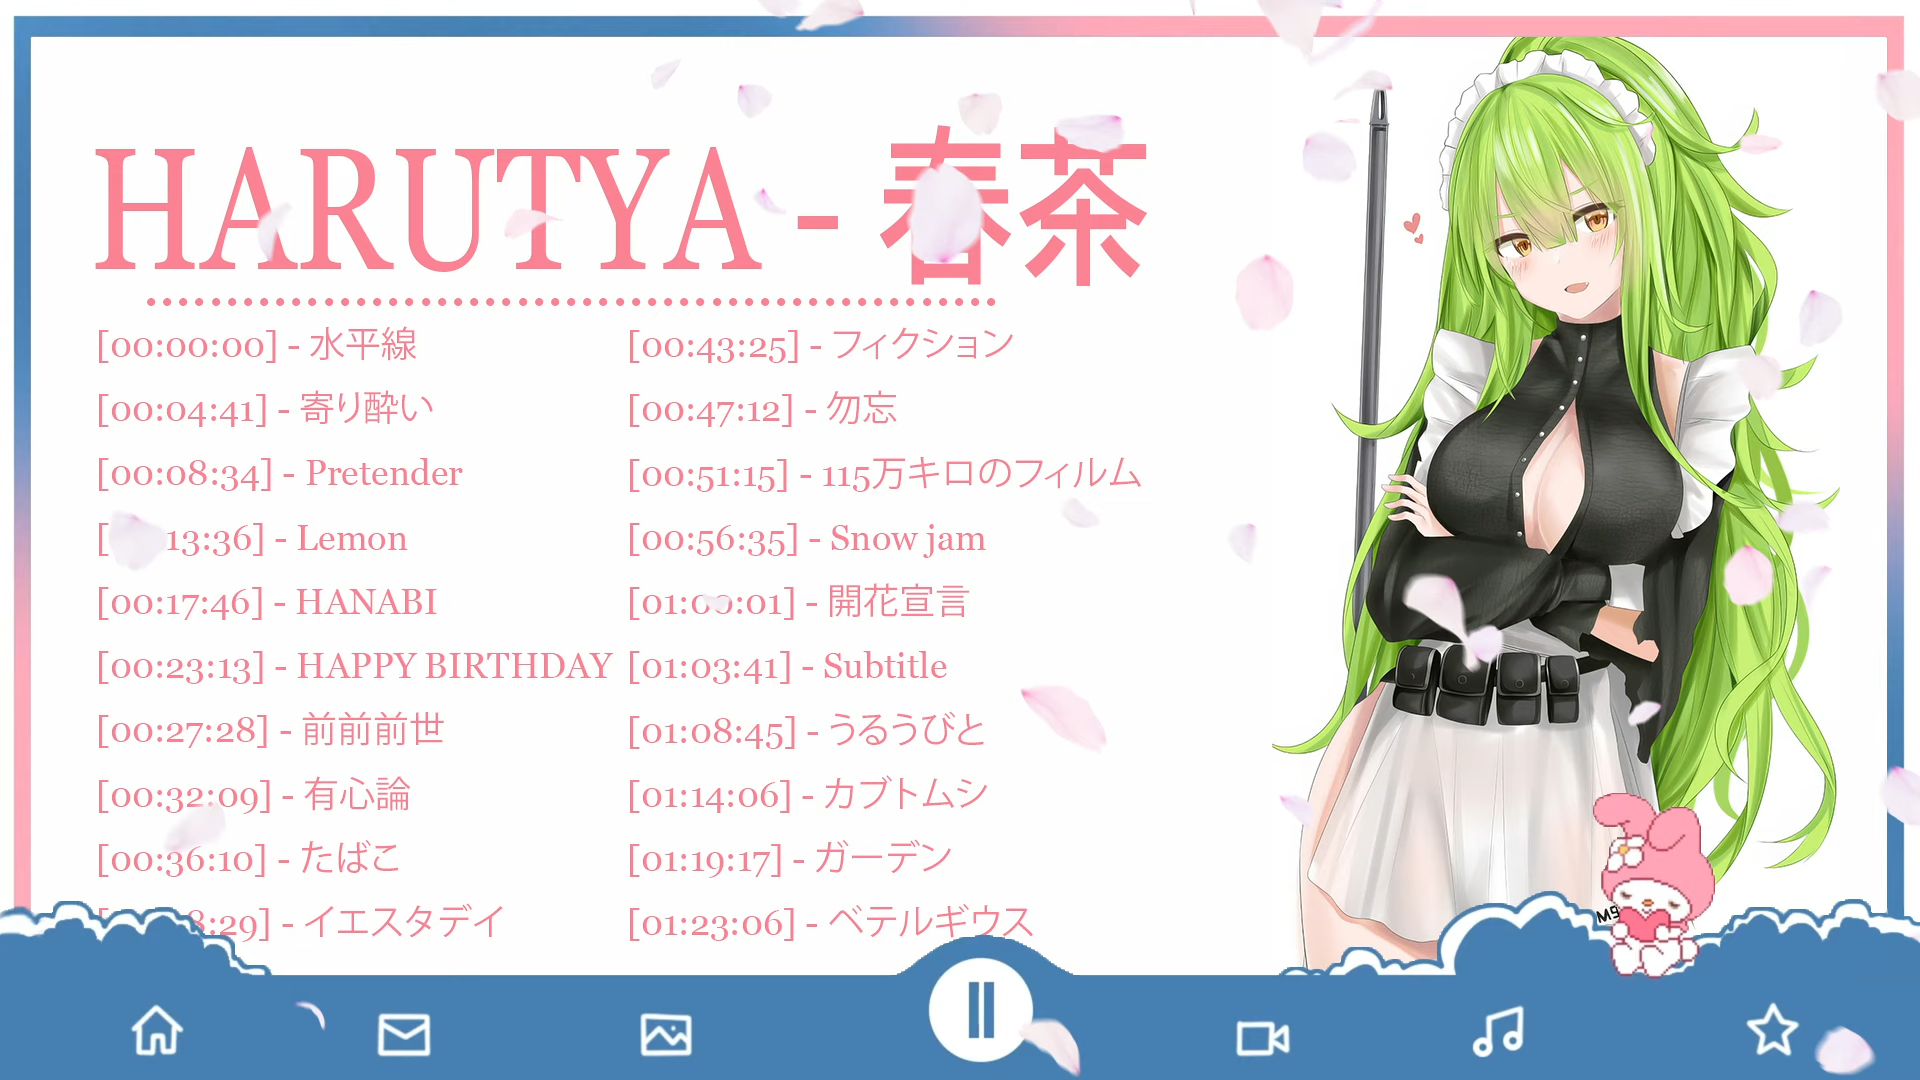 HARUTYA - 春茶
[00:00:00] - 水平線
[00:04:41] - 寄り酔い
[00:08:34] - Pretender
[ 13:36] - Lemon
[00:17:46] - HANABI
[00:23:13] - HAPPY BIRTHDAY
[00:27:28] - 前前前世
[00:32:09] - 有心論
[00:36:10] - たばこ
8:29] - イエスタデイ
[00:43:25] - フィクション
[00:47:12] - 勿忘
[00:51:15] - 115万キロのフィルム
[00:56:35] - Snow jam
[01:00:01] - 開花宣言
[01:03:41] - Subtitle
[01:08:45] - うるうびと
[01:14:06] - カブトムシ
[01:19:17] - ガーデン
[01:23:06] - ベテルギウス